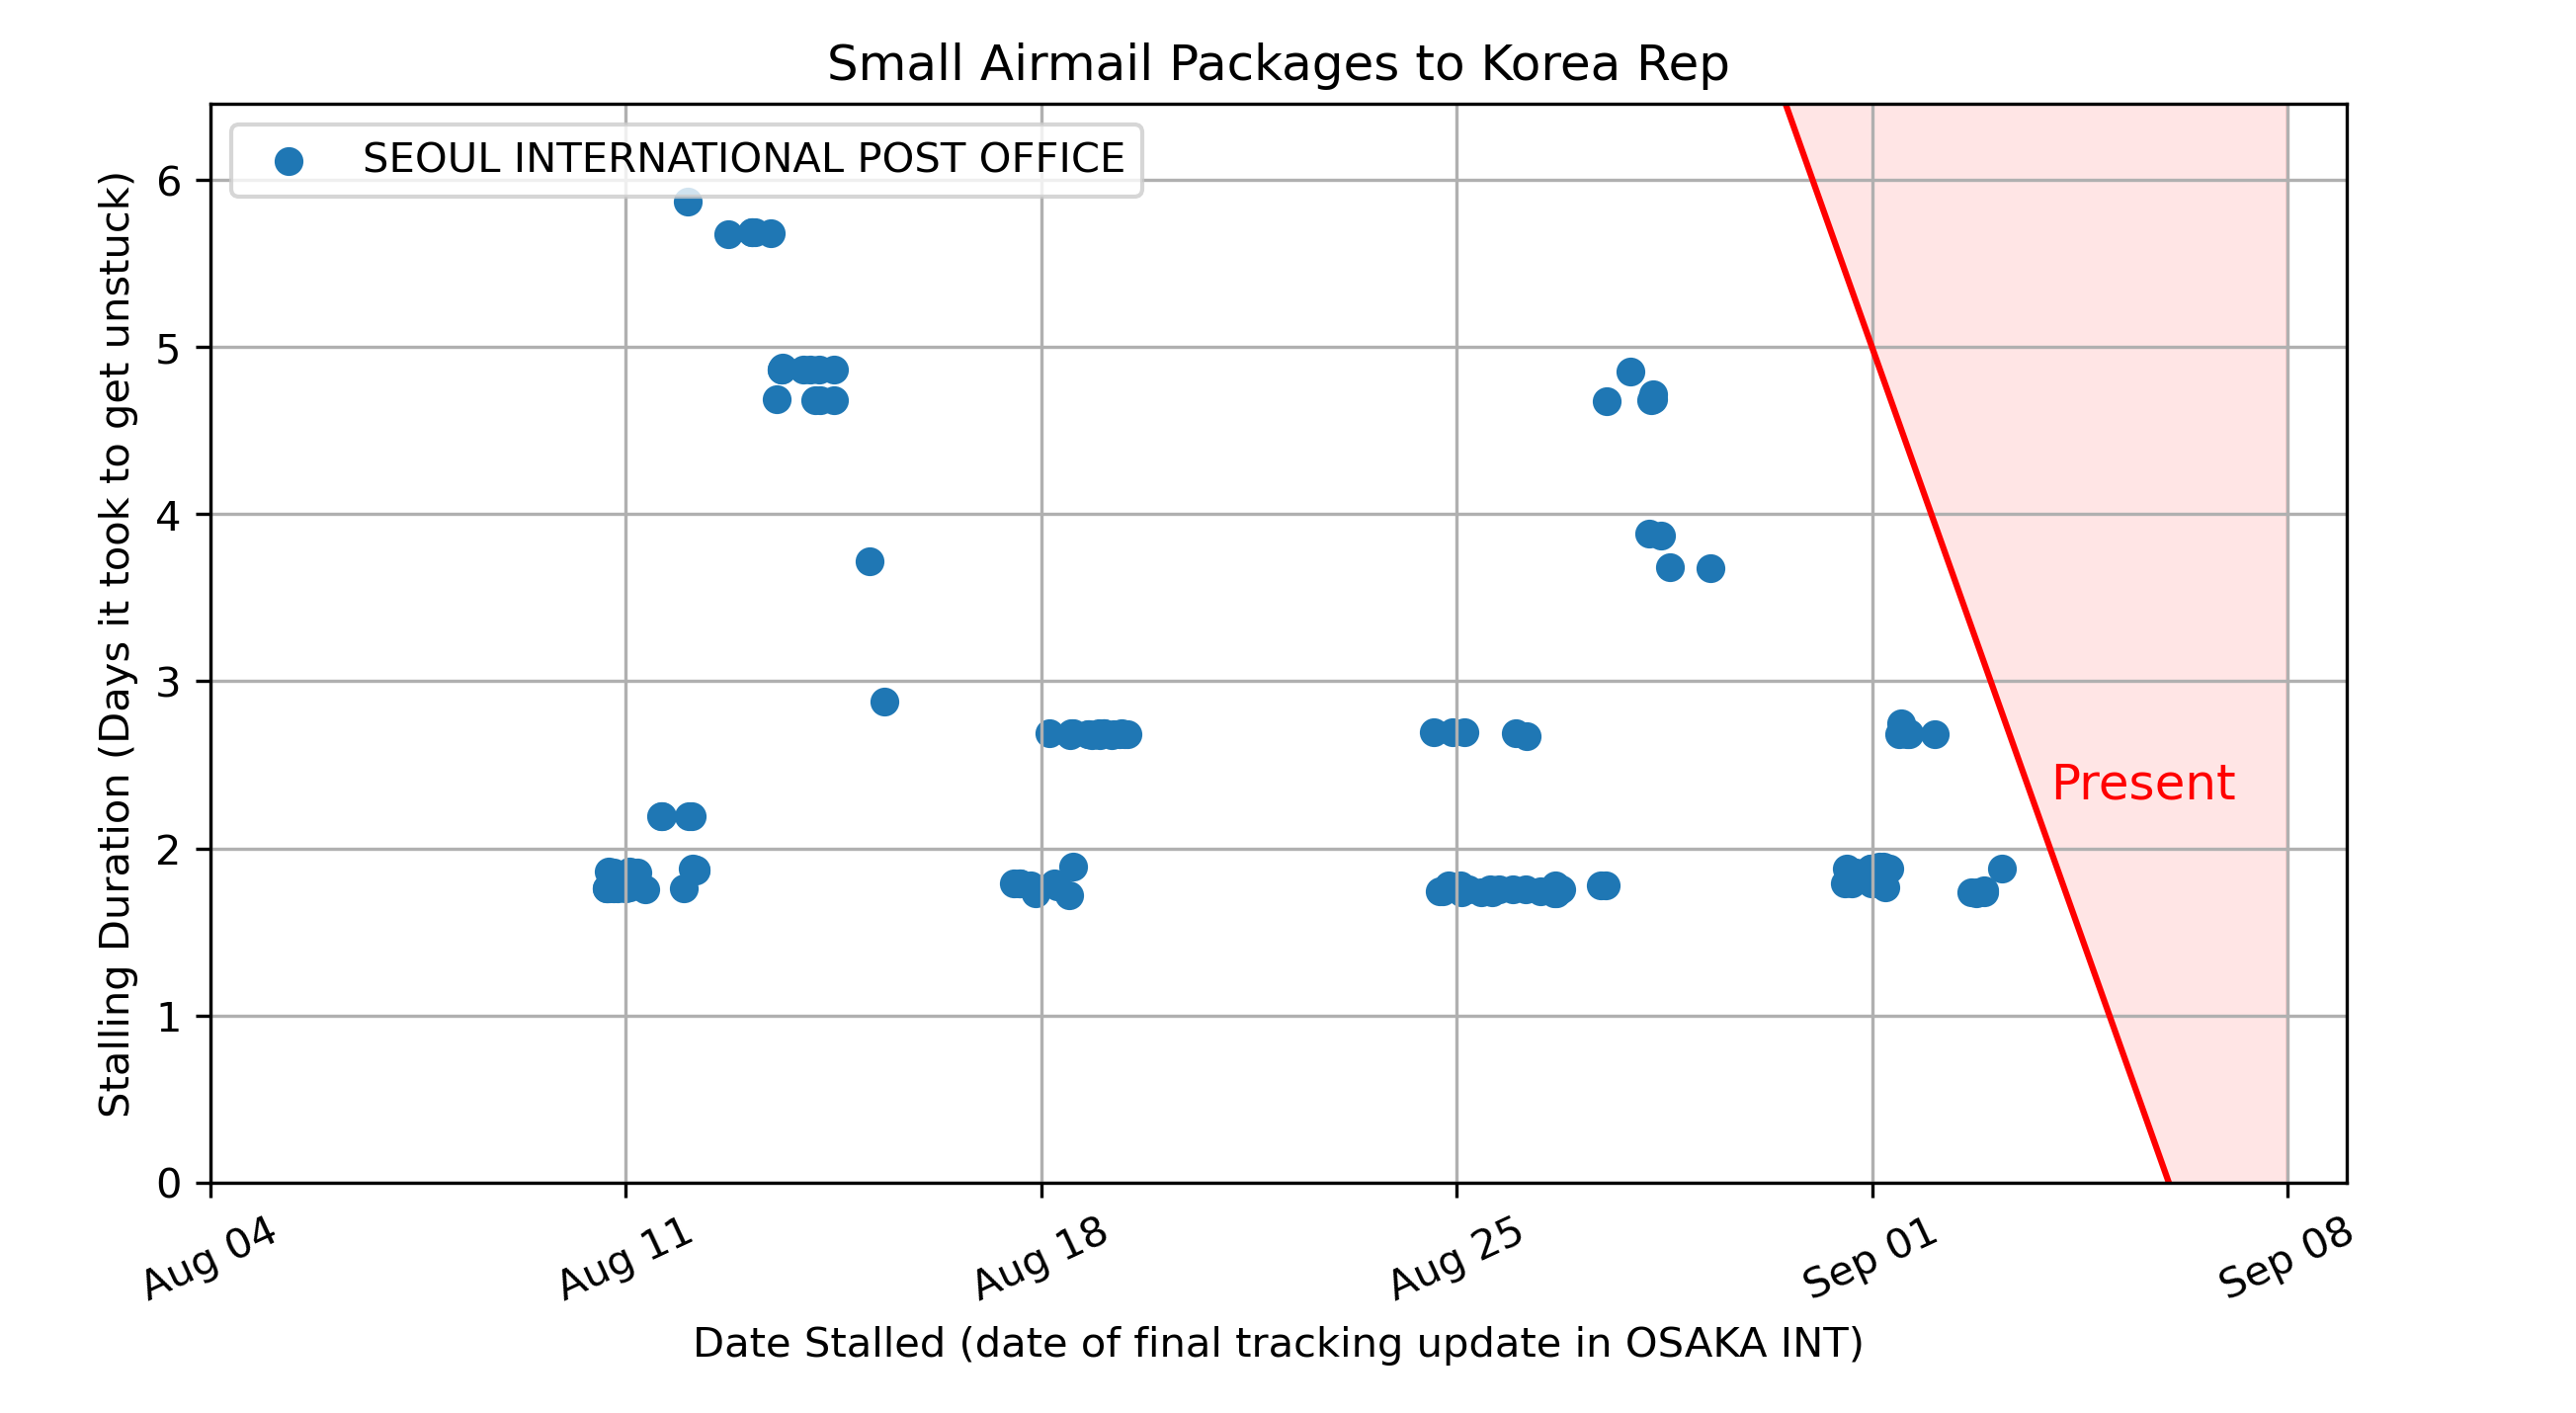 Small Airmail Packages to Korea Rep
SEOUL INTERNATIONAL POST OFFICE
Stalling Duration (Days it took to get unstuck)
6
5
4
3
2
1
0
Present
Aug 04
Aug 11
Aug 18
Aug 25
Sep 01
Sep 08
Date Stalled (date of final tracking update in OSAKA INT)